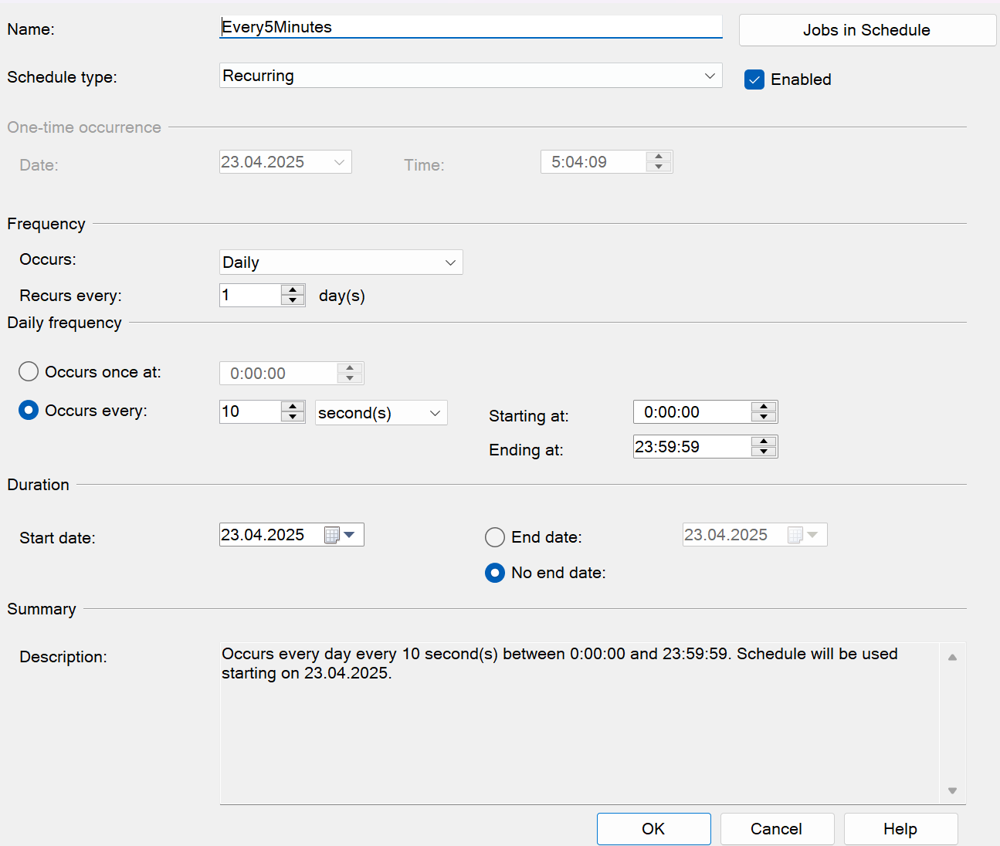 Name: Every5Minutes Jobs in Schedule
Schedule type: Recurring Enabled
One-time occurrence
Date: 23.04.2025 Time: 5:04:09
Frequency
Occurs: Daily
Recurs every: 1 day(s)
Daily frequency
Occurs once at: 0:00:00
Occurs every: 10 second(s) Starting at: 0:00:00
Ending at: 23:59:59
Duration
Start date: 23.04.2025 End date: 23.04.2025
No end date:
Summary
Description: Occurs every day every 10 second(s) between 0:00:00 and 23:59:59. Schedule will be used
starting on 23.04.2025.
OK Cancel Help